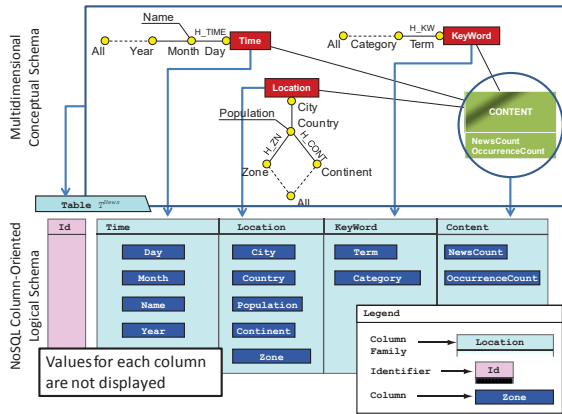 Multidimensional
Conceptual Schema
Name
H_TIME
All
Year
Month
Day
Time
H_KW
All
Category
Term
KeyWord
Location
City
Country
Population
H_ZN
H_CONT
Zone
Continent
All
CONTENT
NewsCount
OccurrenceCount
Table T^News
NoSQL Column-Oriented
Logical Schema
Id
Time
Location
KeyWord
Content
Day
City
Term
NewsCount
Month
Country
Category
OccurrenceCount
Name
Population
Year
Continent
Zone
Values for each column
are not displayed
Legend
Column
Family
Location
Identifier
Id
Column
Zone